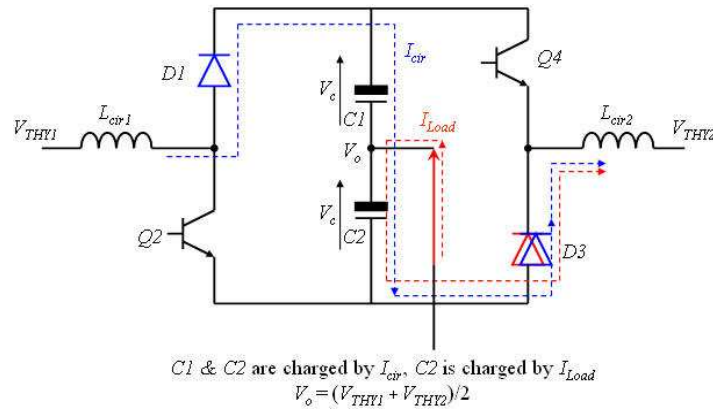 I_cir
Q4
D1
V_c
C1
L_cir1
I_Load
L_cir2
V_THY1
V_o
V_THY2
V_c
C2
Q2
D3
C1 & C2 are charged by I_cir, C2 is charged by I_Load
V_o = (V_THY1 + V_THY2)/2